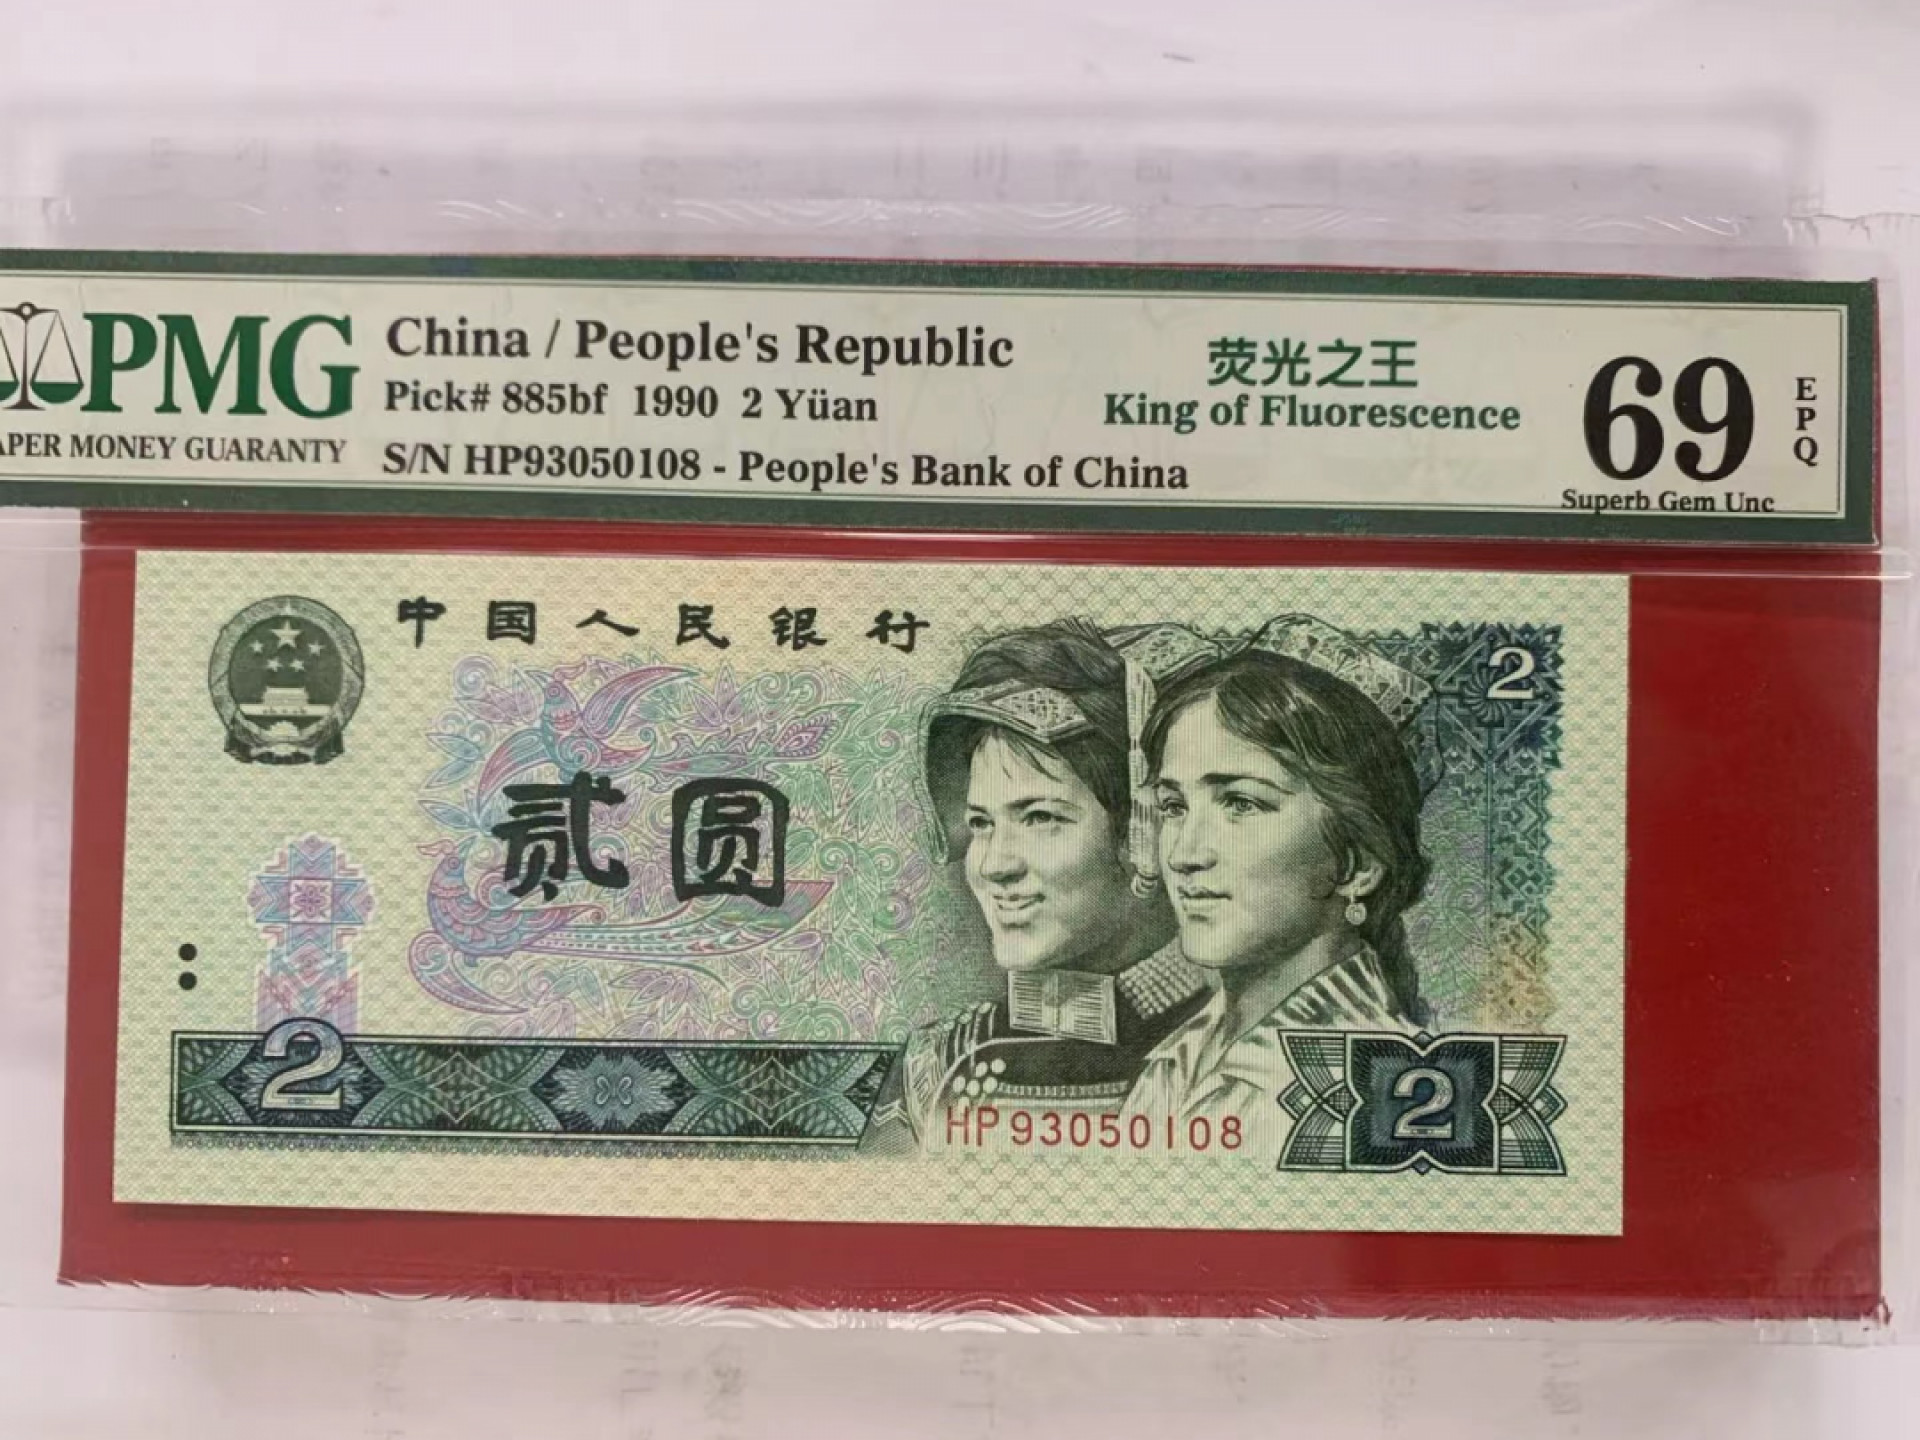 PMG
PAPER MONEY GUARANTY
China / People's Republic
Pick# 885bf 1990 2 Yüan
S/N HP93050108 - People's Bank of China
荧光之王
King of Fluorescence
69
EPQ
Superb Gem Unc
中国人民银行
2
贰圆
2
HP93050108
2